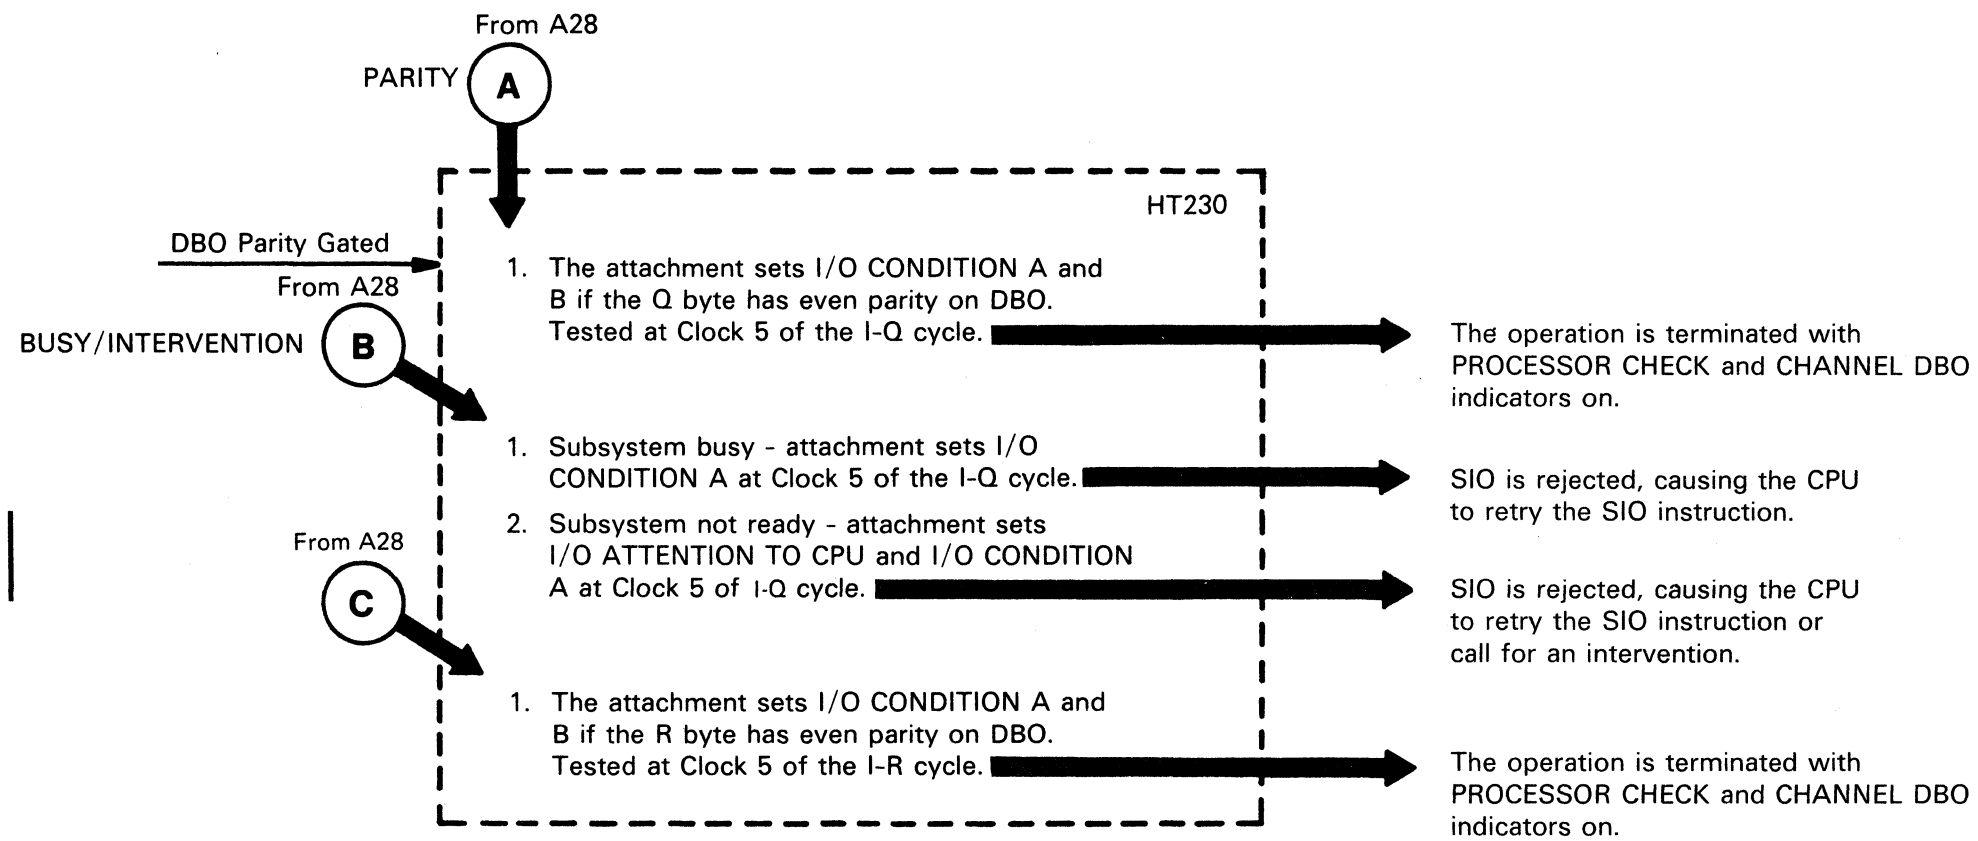 From A28
PARITY
A
HT230
DBO Parity Gated
From A28
BUSY/INTERVENTION
B
1. The attachment sets I/O CONDITION A and
B if the Q byte has even parity on DBO.
Tested at Clock 5 of the I-Q cycle.
The operation is terminated with
PROCESSOR CHECK and CHANNEL DBO
indicators on.
1. Subsystem busy - attachment sets I/O
CONDITION A at Clock 5 of the I-Q cycle.
SIO is rejected, causing the CPU
to retry the SIO instruction.
2. Subsystem not ready - attachment sets
I/O ATTENTION TO CPU and I/O CONDITION
A at Clock 5 of I-Q cycle.
SIO is rejected, causing the CPU
to retry the SIO instruction or
call for an intervention.
From A28
C
1. The attachment sets I/O CONDITION A and
B if the R byte has even parity on DBO.
Tested at Clock 5 of the I-R cycle.
The operation is terminated with
PROCESSOR CHECK and CHANNEL DBO
indicators on.